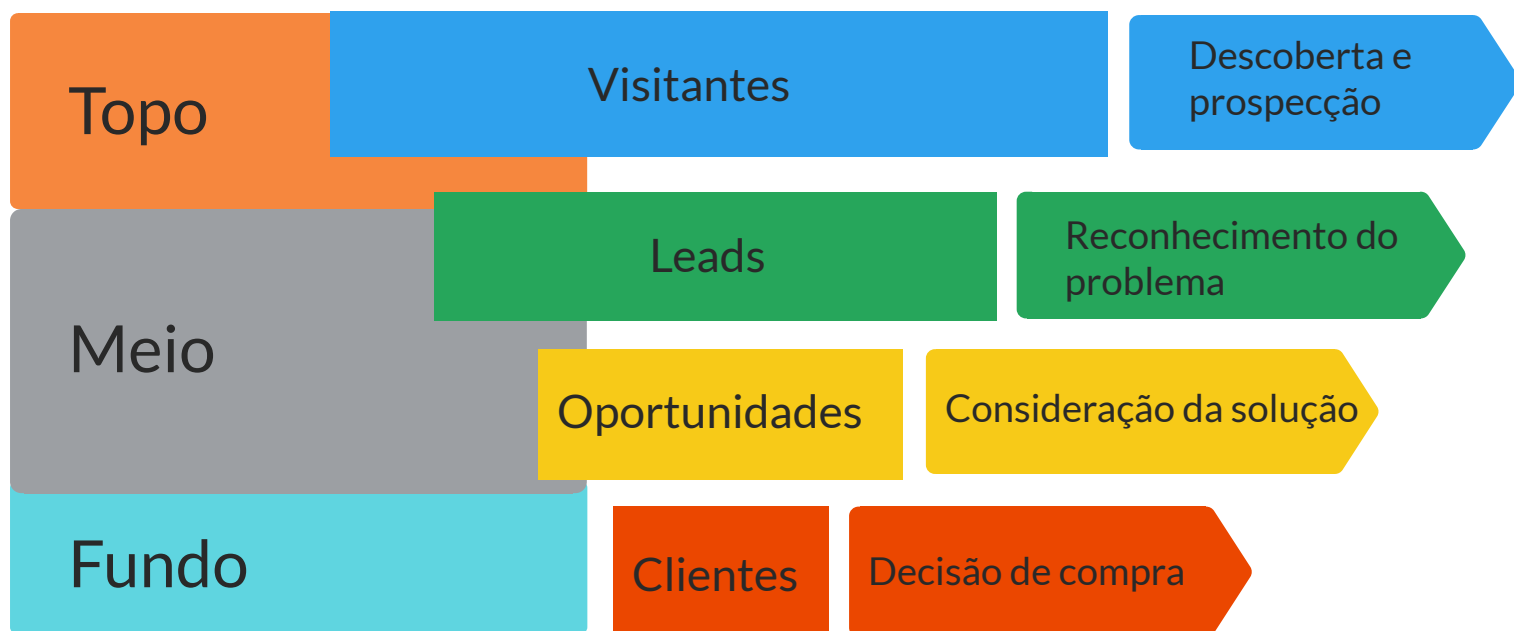 Topo
Visitantes
Descoberta e
prospecção
Leads
Reconhecimento do
problema
Meio
Oportunidades
Consideração da solução
Fundo
Clientes
Decisão de compra